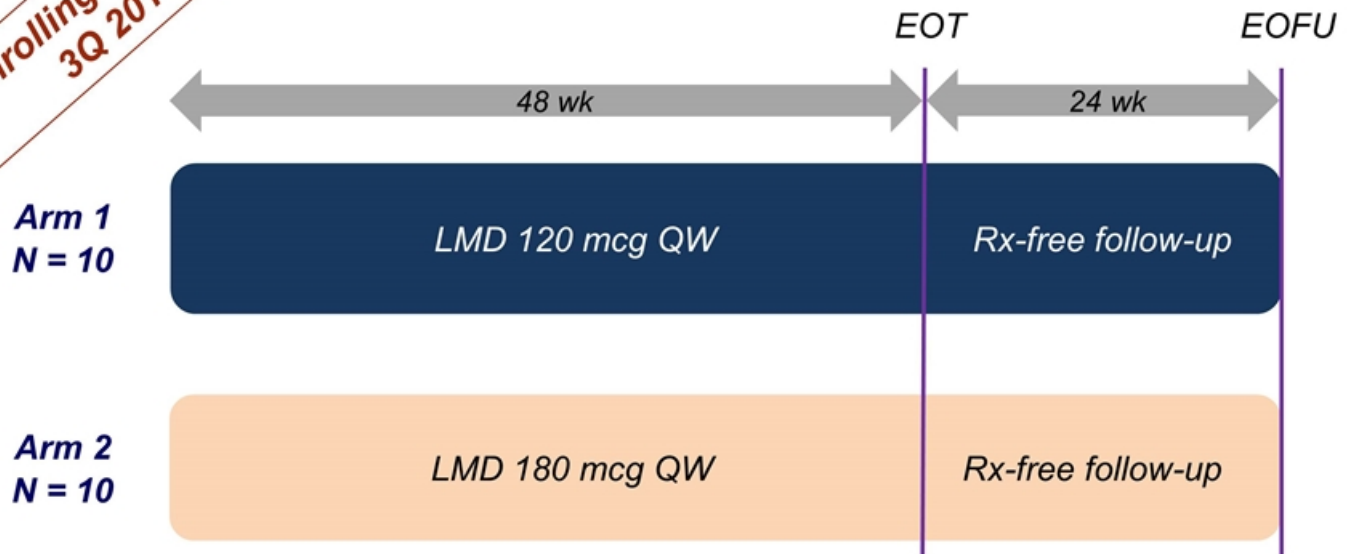 3Q
EOT
EOFU
48 wk
24 wk
Arm 1
N = 10
LMD 120 mcg QW
Rx-free follow-up
Arm 2
N = 10
LMD 180 mcg QW
Rx-free follow-up